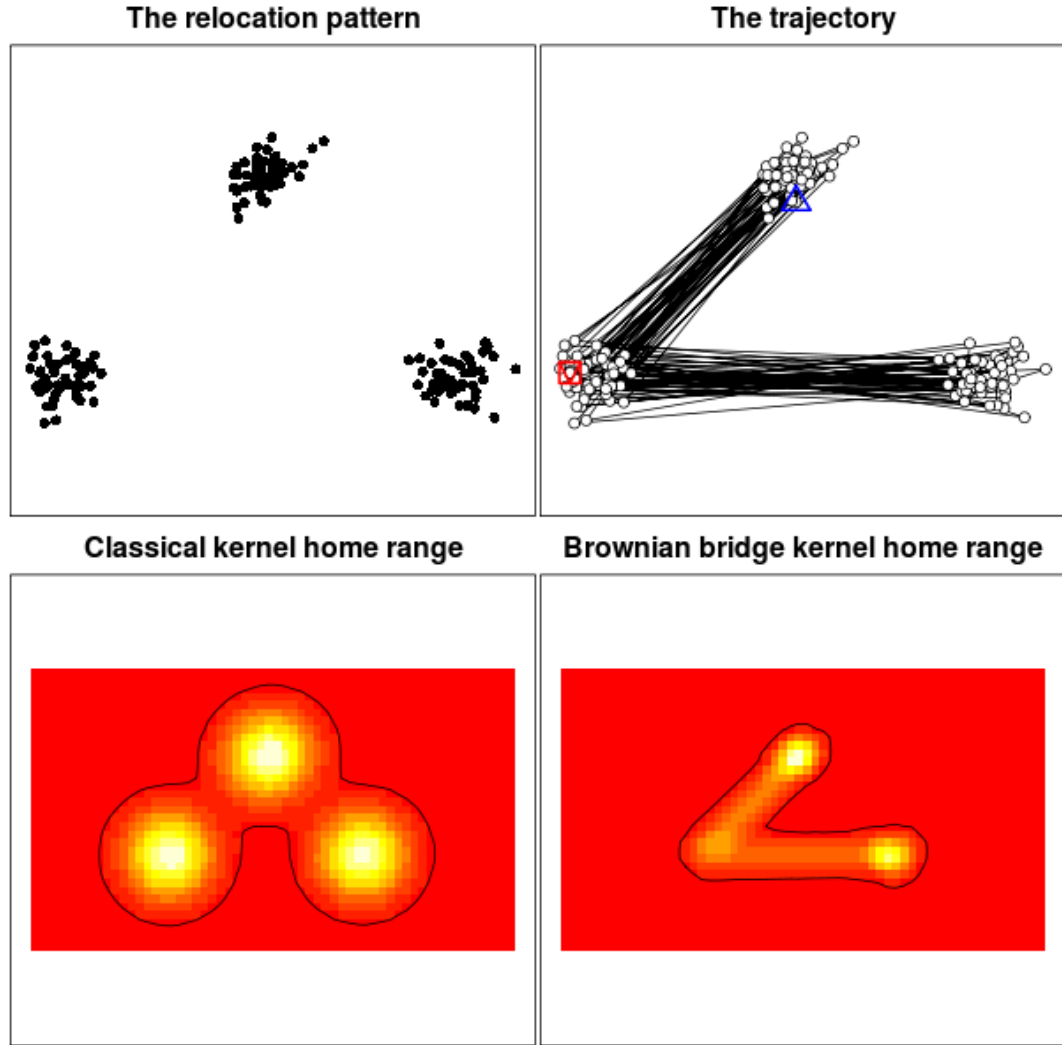 The relocation pattern
The trajectory
Classical kernel home range
Brownian bridge kernel home range